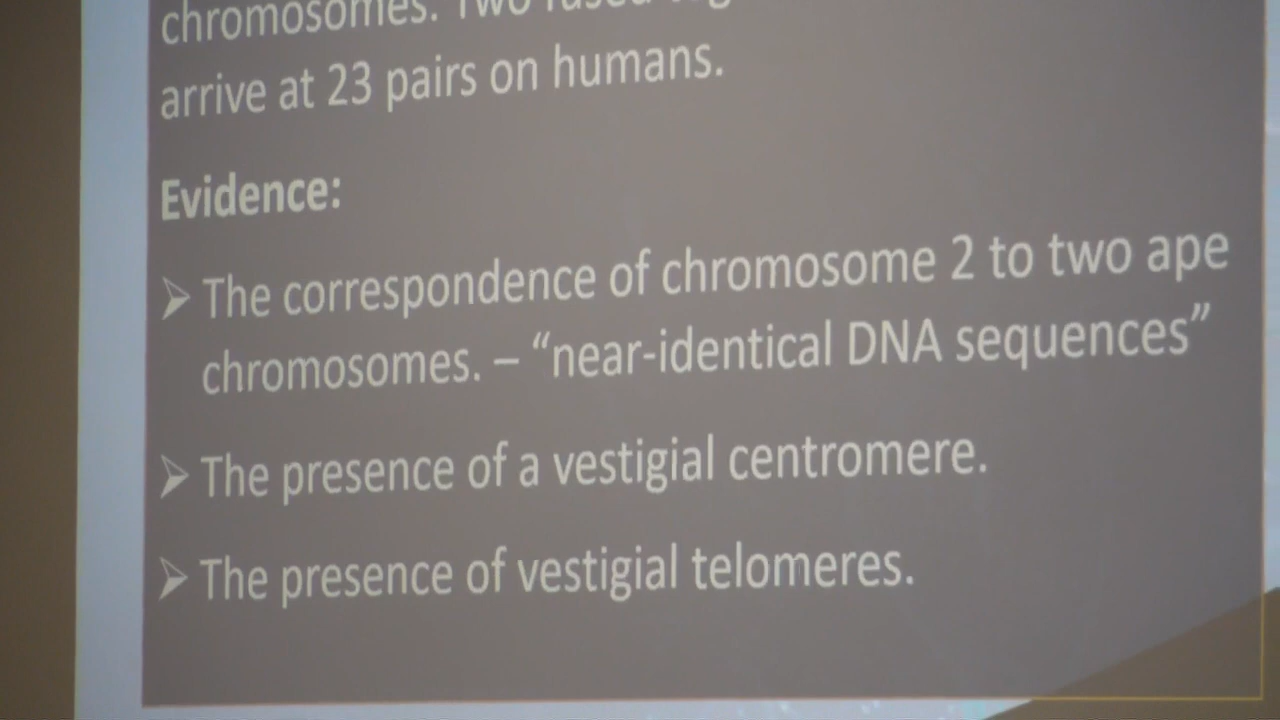 chromosomes. Two fused
arrive at 23 pairs on humans.
Evidence:
➢ The correspondence of chromosome 2 to two ape
chromosomes. – “near-identical DNA sequences”
➢ The presence of a vestigial centromere.
➢ The presence of vestigial telomeres.